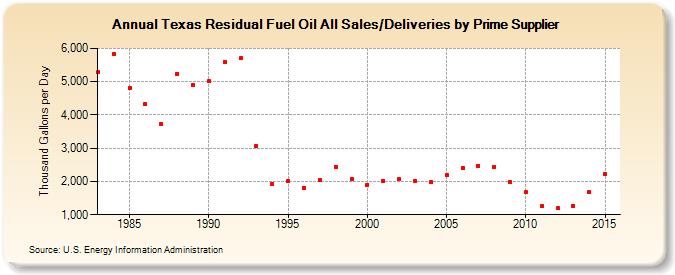 Annual Texas Residual Fuel Oil All Sales/Deliveries by Prime Supplier
Thousand Gallons per Day
6,000
5,000
4,000
3,000
2,000
1,000
1985 1990 1995 2000 2005 2010 2015
Source: U.S. Energy Information Administration